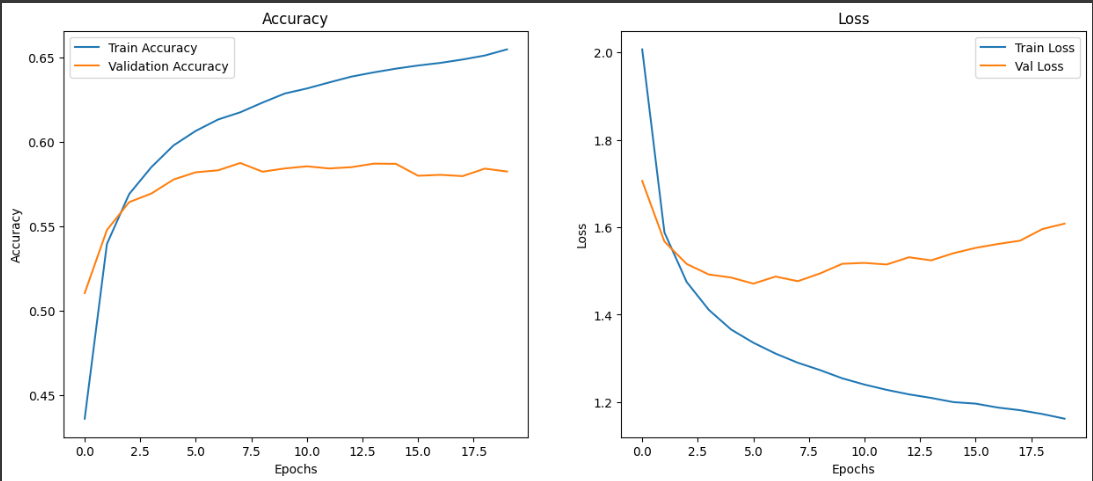 Accuracy
Train Accuracy
Validation Accuracy
0.65
0.60
0.55
0.50
0.45
Accuracy
0.0 2.5 5.0 7.5 10.0 12.5 15.0 17.5
Epochs
Loss
Train Loss
Val Loss
2.0
1.8
1.6
1.4
1.2
Loss
0.0 2.5 5.0 7.5 10.0 12.5 15.0 17.5
Epochs